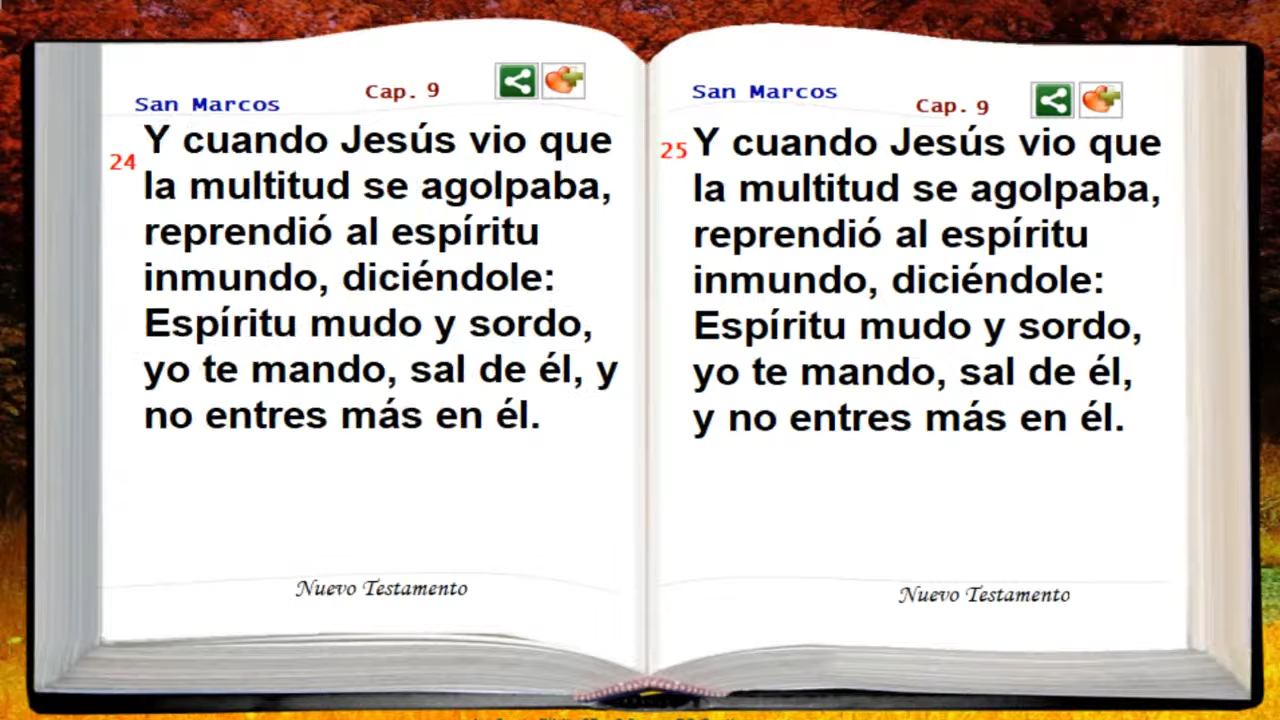 San Marcos
Cap. 9
24
Y cuando Jesús vio que
la multitud se agolpaba,
reprendió al espíritu
inmundo, diciéndole:
Espíritu mudo y sordo,
yo te mando, sal de él, y
no entres más en él.
Nuevo Testamento
San Marcos
Cap. 9
25
Y cuando Jesús vio que
la multitud se agolpaba,
reprendió al espíritu
inmundo, diciéndole:
Espíritu mudo y sordo,
yo te mando, sal de él,
y no entres más en él.
Nuevo Testamento